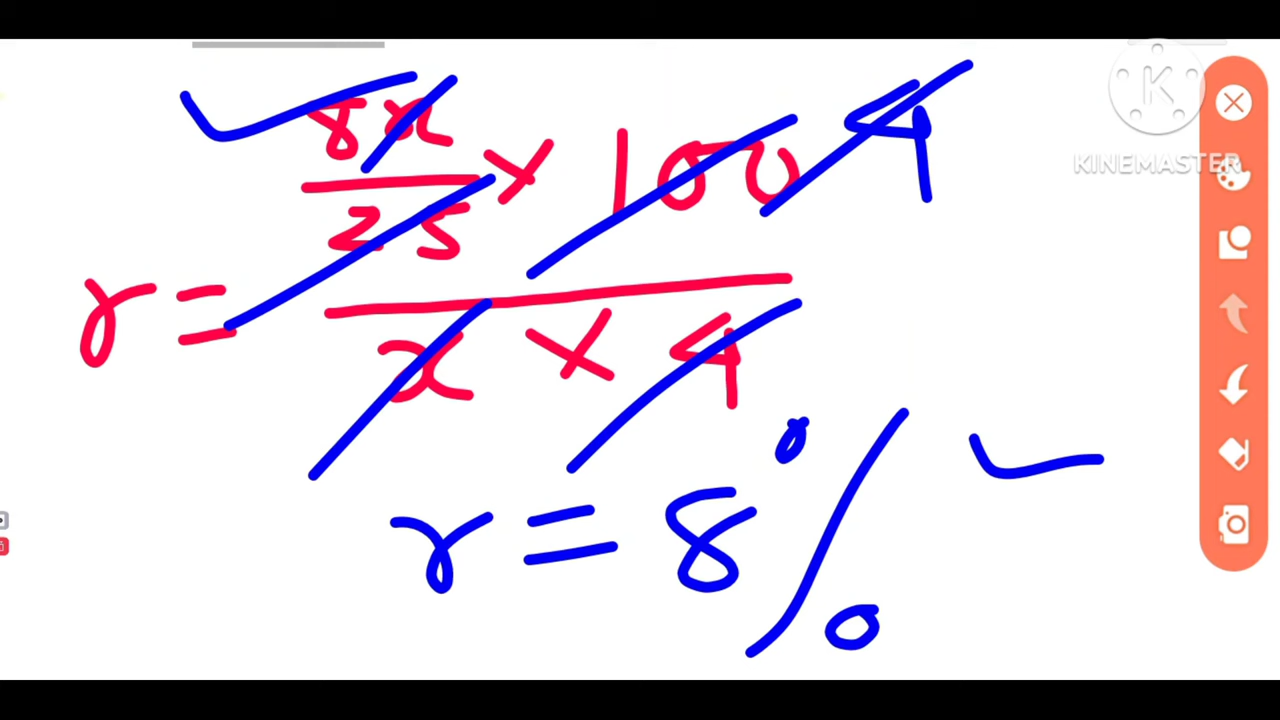 8x
25 × 100 4
r =
x × 4
r = 8%
KINEMASTER